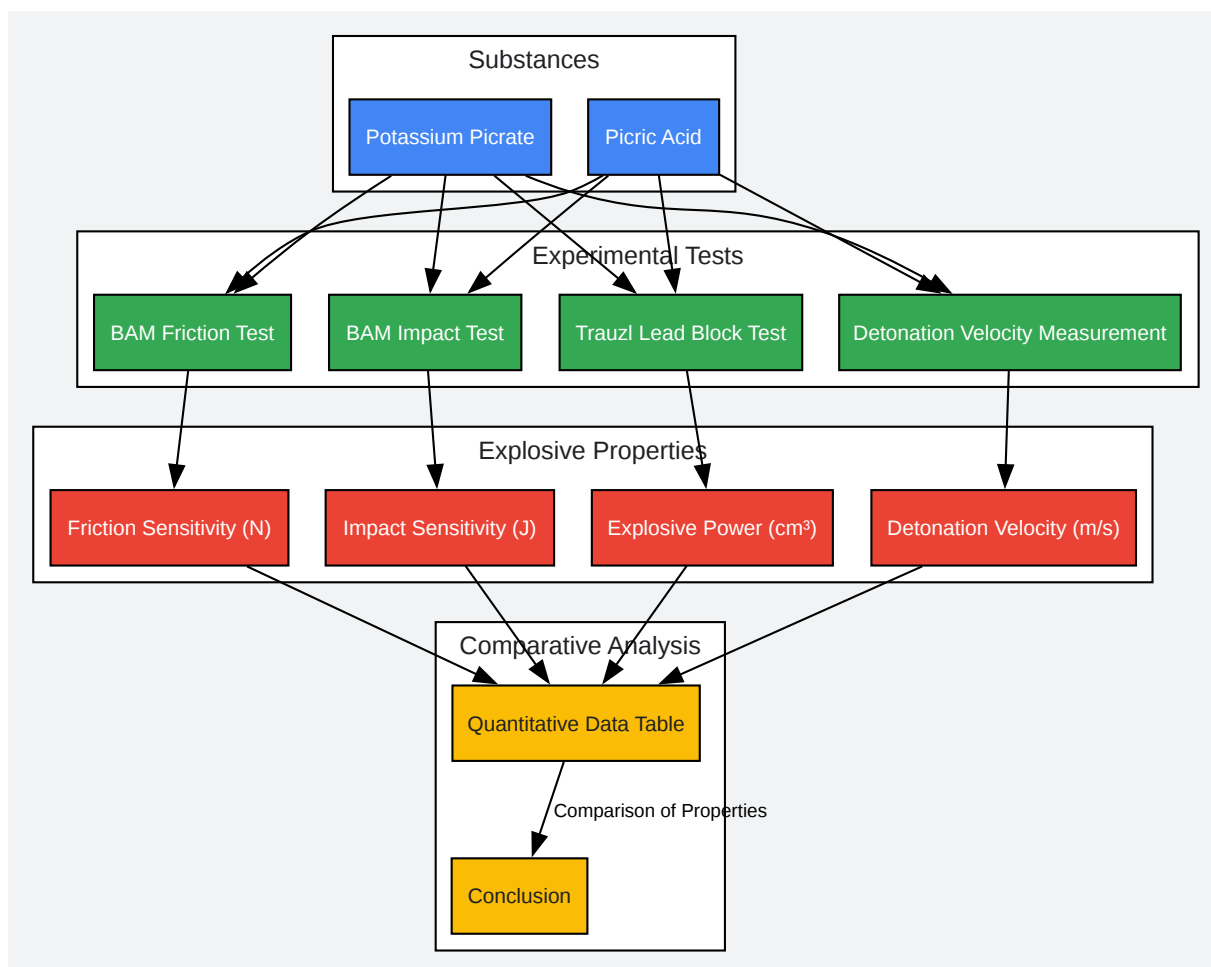 Substances
Potassium Picrate
Picric Acid
Experimental Tests
BAM Friction Test
BAM Impact Test
Trauzl Lead Block Test
Detonation Velocity Measurement
Explosive Properties
Friction Sensitivity (N)
Impact Sensitivity (J)
Explosive Power (cm³)
Detonation Velocity (m/s)
Comparative Analysis
Quantitative Data Table
Comparison of Properties
Conclusion